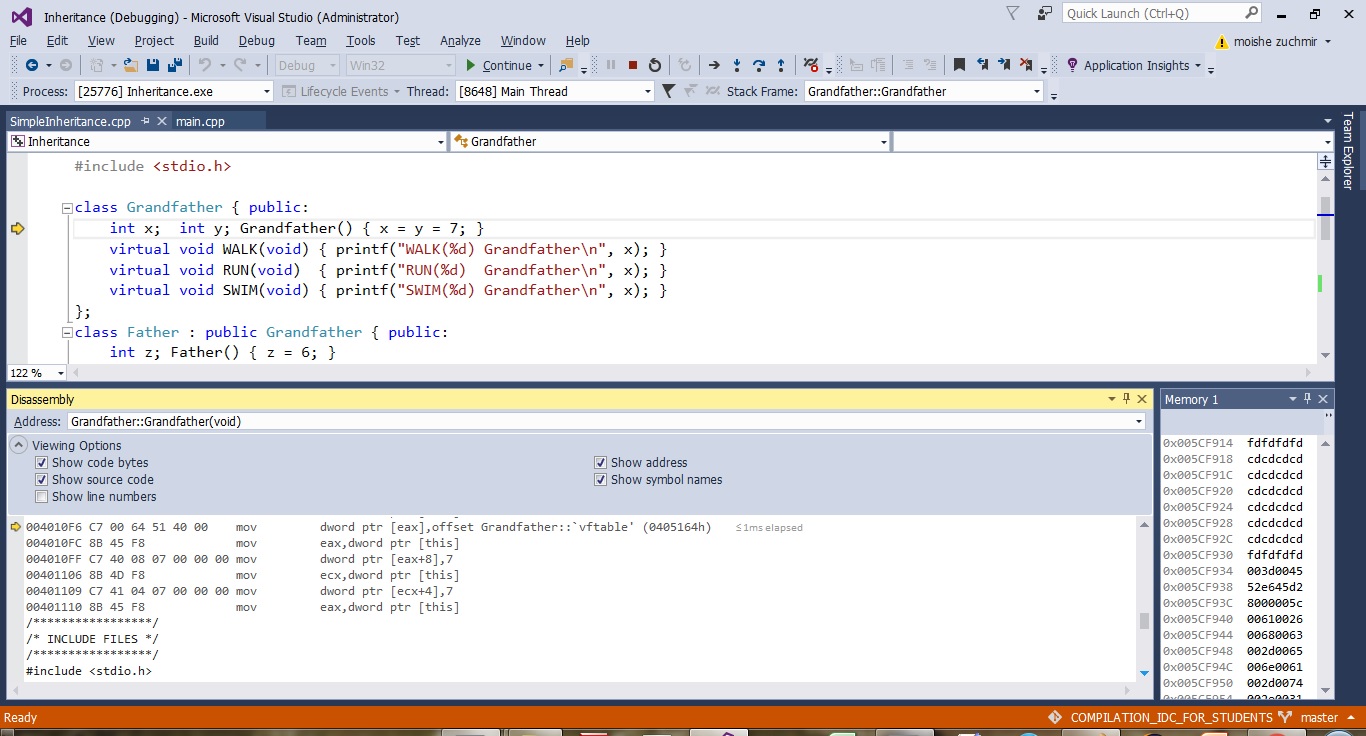 Inheritance (Debugging) - Microsoft Visual Studio (Administrator)
Quick Launch (Ctrl+Q)
File Edit View Project Build Debug Team Tools Test Analyze Window Help
moishe zuchmir
Debug Win32 Continue Application Insights
Process: [25776] Inheritance.exe Lifecycle Events Thread: [8648] Main Thread Stack Frame: Grandfather::Grandfather
SimpleInheritance.cpp main.cpp
Team Explorer
Inheritance Grandfather
#include <stdio.h>
class Grandfather { public:
int x;  int y; Grandfather() { x = y = 7; }
virtual void WALK(void) { printf("WALK(%d) Grandfather\n", x); }
virtual void RUN(void)  { printf("RUN(%d)  Grandfather\n", x); }
virtual void SWIM(void) { printf("SWIM(%d) Grandfather\n", x); }
};
class Father : public Grandfather { public:
int z; Father() { z = 6; }
122 %
Disassembly
Address: Grandfather::Grandfather(void)
Viewing Options
Show code bytes Show address
Show source code Show symbol names
Show line numbers
004010F6 C7 00 64 51 40 00 mov dword ptr [eax],offset Grandfather::`vftable' (0405164h) ≤1ms elapsed
004010FC 8B 45 F8 mov eax,dword ptr [this]
004010FF C7 40 08 07 00 00 00 mov dword ptr [eax+8],7
00401106 8B 4D F8 mov ecx,dword ptr [this]
00401109 C7 41 04 07 00 00 00 mov dword ptr [ecx+4],7
00401110 8B 45 F8 mov eax,dword ptr [this]
/*****************/
/* INCLUDE FILES */
/*****************/
#include <stdio.h>
Memory 1
0x005CF914 fdfdfdfd
0x005CF918 cdcdcdcd
0x005CF91C cdcdcdcd
0x005CF920 cdcdcdcd
0x005CF924 cdcdcdcd
0x005CF928 cdcdcdcd
0x005CF92C cdcdcdcd
0x005CF930 fdfdfdfd
0x005CF934 003d0045
0x005CF938 52e645d2
0x005CF93C 8000005c
0x005CF940 00610026
0x005CF944 00680063
0x005CF948 002d0065
0x005CF94C 006e0061
0x005CF950 002d0074
Ready COMPILATION_IDC_FOR_STUDENTS master